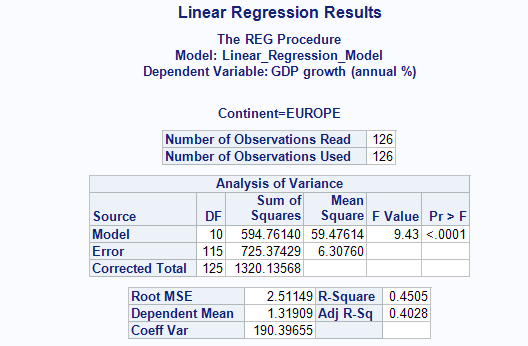 Linear Regression Results
The REG Procedure
Model: Linear_Regression_Model
Dependent Variable: GDP growth (annual %)
Continent=EUROPE
Number of Observations Read 126
Number of Observations Used 126
Analysis of Variance
Source DF Sum of Squares Mean Square F Value Pr > F
Model 10 594.76140 59.47614 9.43 <.0001
Error 115 725.37429 6.30760
Corrected Total 125 1320.13568
Root MSE 2.51149 R-Square 0.4505
Dependent Mean 1.31909 Adj R-Sq 0.4028
Coeff Var 190.39655